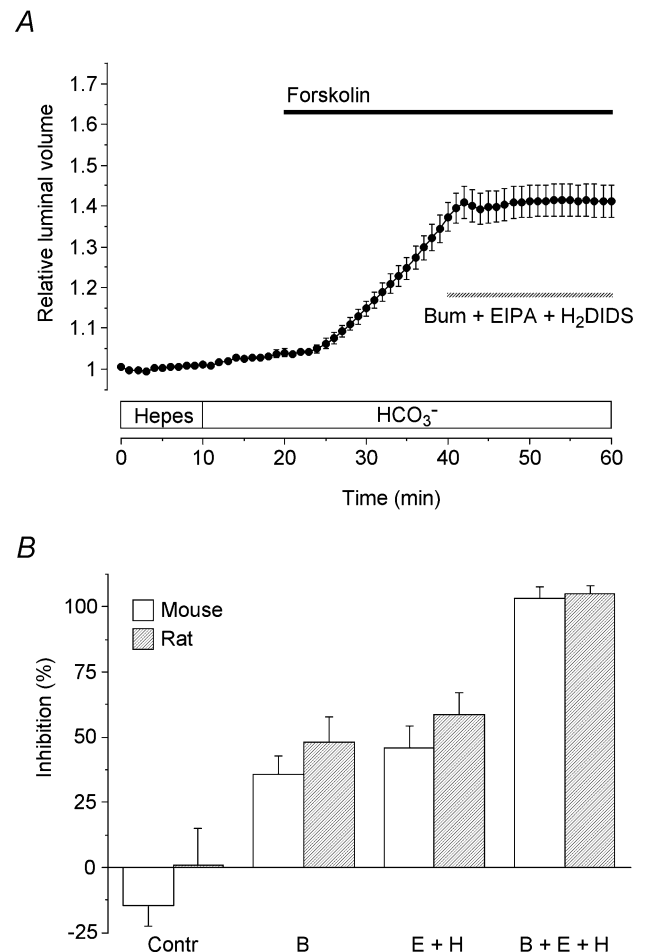 A
Relative luminal volume
1.7
1.6
1.5
1.4
1.3
1.2
1.1
1
Forskolin
Bum + EIPA + H₂DIDS
Hepes
HCO₃⁻
0 10 20 30 40 50 60
Time (min)
B
Inhibition (%)
100
75
50
25
0
-25
Mouse
Rat
Contr B E + H B + E + H